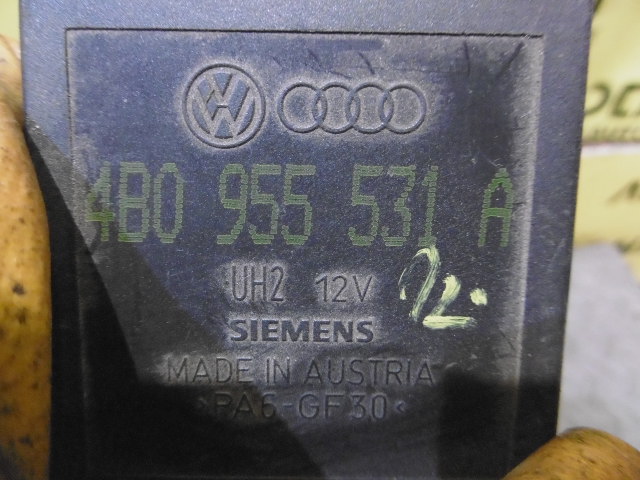 4B0 955 531 A
UH2 12V
SIEMENS
MADE IN AUSTRIA
>PA6-GF30<